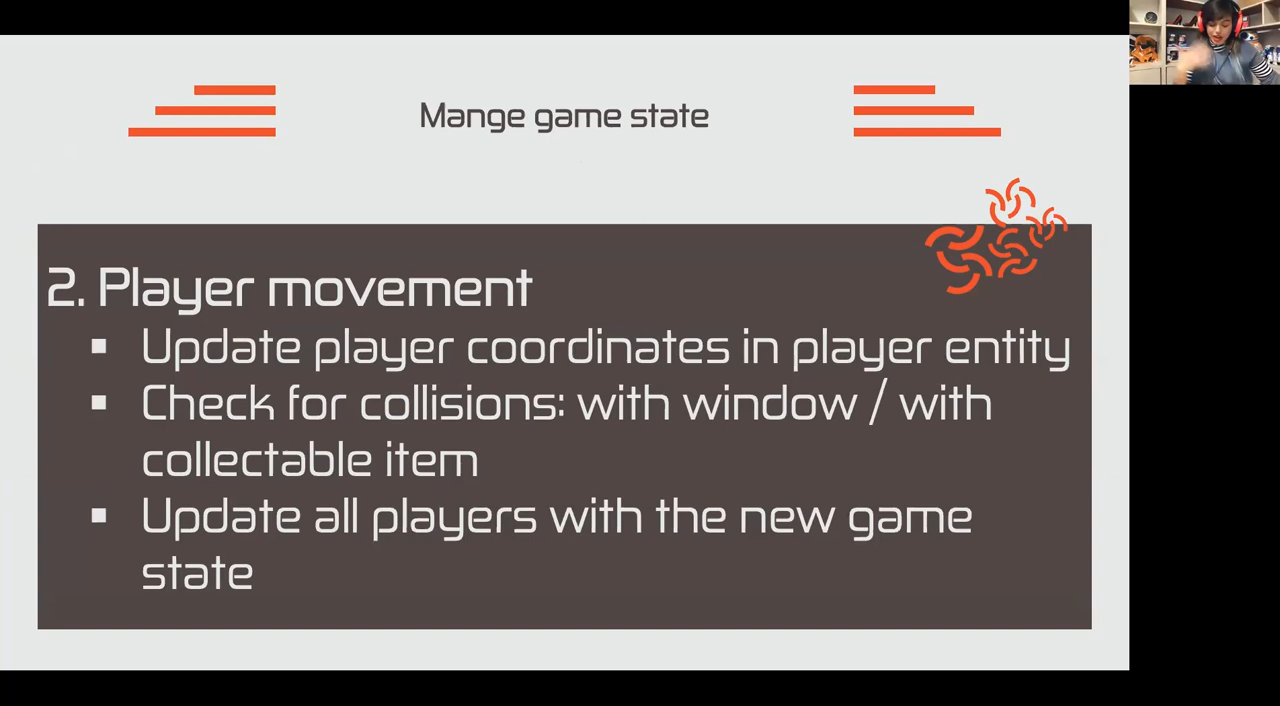 Mange game state
2. Player movement
▪ Update player coordinates in player entity
▪ Check for collisions: with window / with
collectable item
▪ Update all players with the new game
state